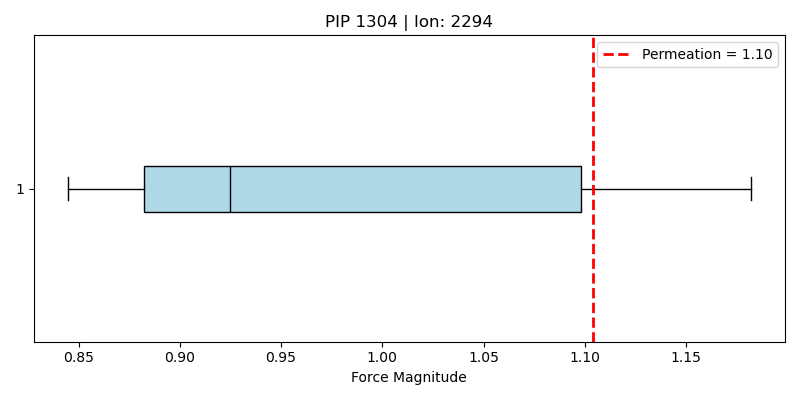 PIP 1304 | Ion: 2294
Permeation = 1.10
1
0.85 0.90 0.95 1.00 1.05 1.10 1.15
Force Magnitude